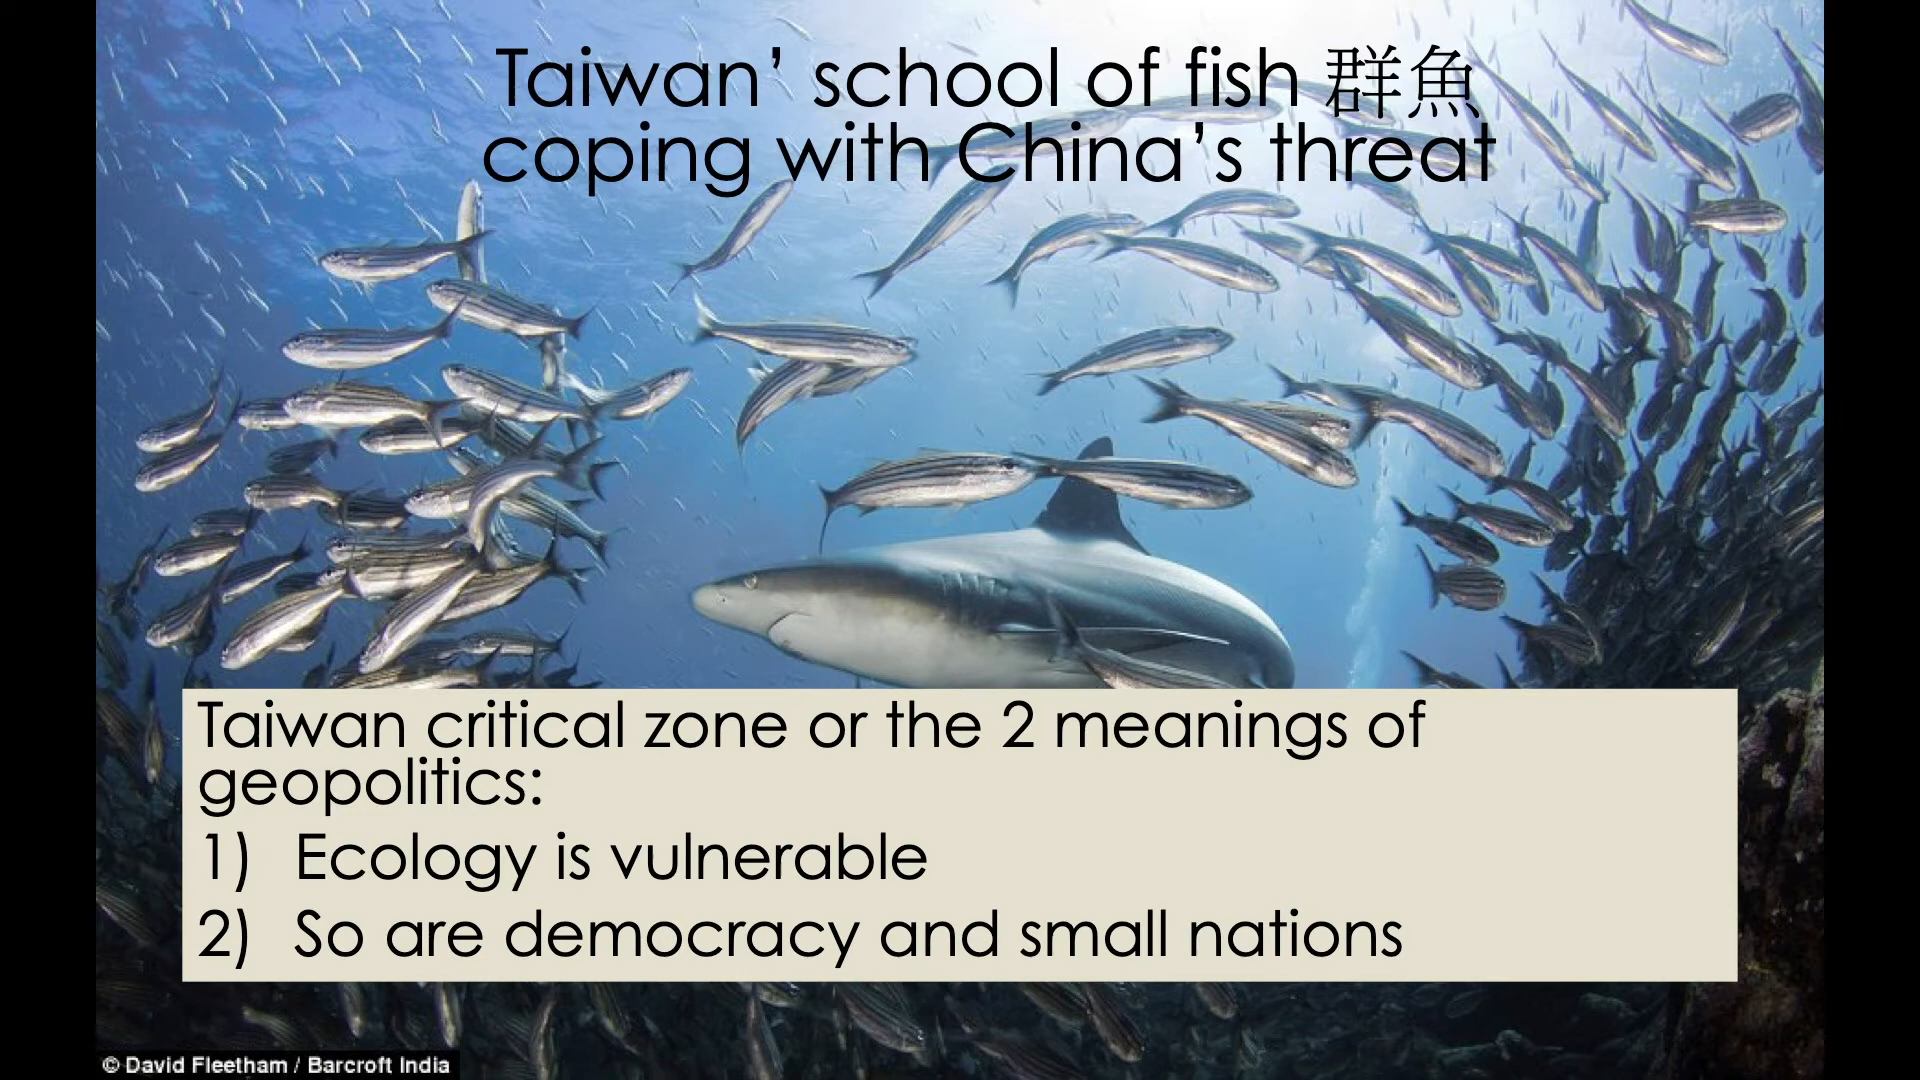 Taiwan’ school of fish 群魚
coping with China’s threat
Taiwan critical zone or the 2 meanings of
geopolitics:
1) Ecology is vulnerable
2) So are democracy and small nations
© David Fleetham / Barcroft India